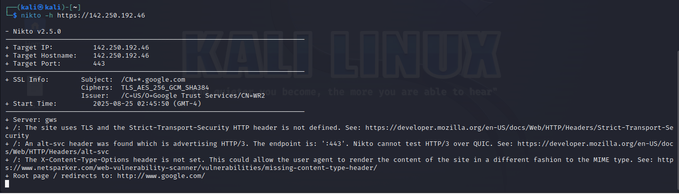 (kali㉿kali)-[~]
$ nikto -h https://142.250.192.46
- Nikto v2.5.0
+ Target IP: 142.250.192.46
+ Target Hostname: 142.250.192.46
+ Target Port: 443
+ SSL Info: Subject: /CN=*.google.com
Ciphers: TLS_AES_256_GCM_SHA384
Issuer: /C=US/O=Google Trust Services/CN=WR2
+ Start Time: 2025-08-25 02:45:50 (GMT-4)
+ Server: gws
+ /: The site uses TLS and the Strict-Transport-Security HTTP header is not defined. See: https://developer.mozilla.org/en-US/docs/Web/HTTP/Headers/Strict-Transport-Se
curity
+ /: An alt-svc header was found which is advertising HTTP/3. The endpoint is: ':443'. Nikto cannot test HTTP/3 over QUIC. See: https://developer.mozilla.org/en-US/doc
s/Web/HTTP/Headers/alt-svc
+ /: The X-Content-Type-Options header is not set. This could allow the user agent to render the content of the site in a different fashion to the MIME type. See: http
s://www.netsparker.com/web-vulnerability-scanner/vulnerabilities/missing-content-type-header/
+ Root page / redirects to: http://www.google.com/
KALI LINUX
you become, the more you are able to hear"